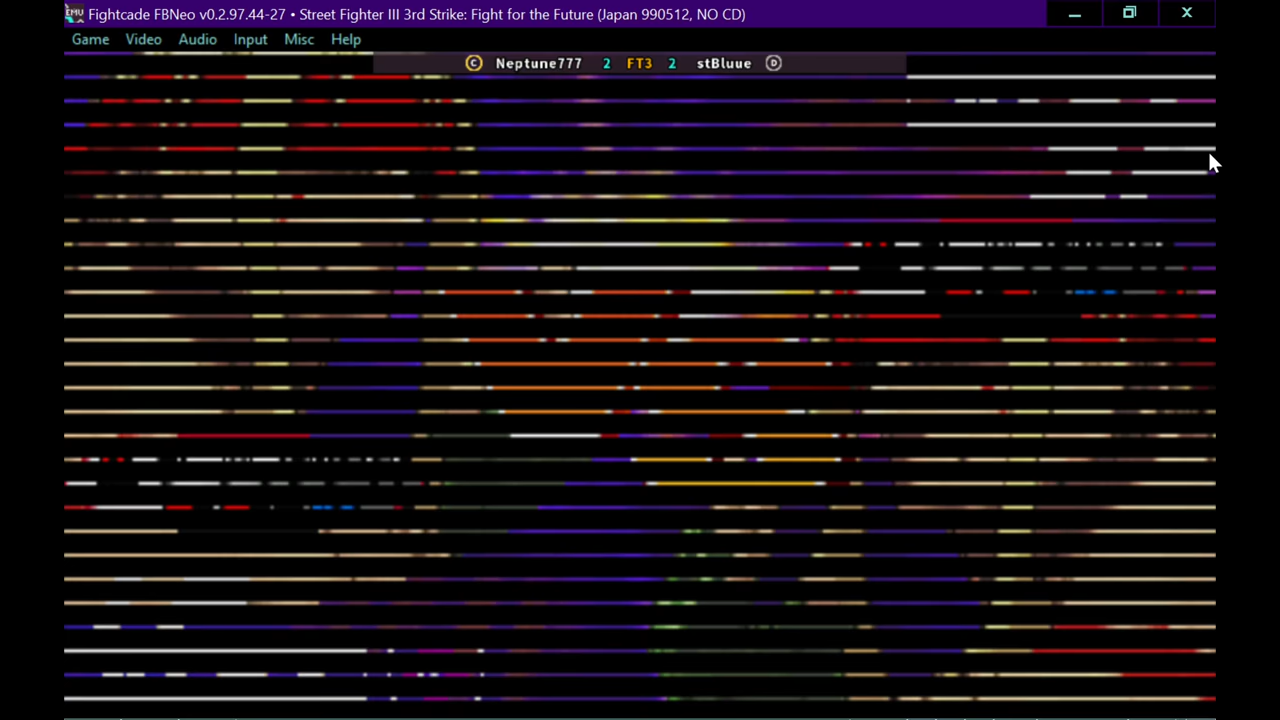 EMU Fightcade FBNeo v0.2.97.44-27 • Street Fighter III 3rd Strike: Fight for the Future (Japan 990512, NO CD)
Game Video Audio Input Misc Help
C Neptune777 2 FT3 2 stBluue D